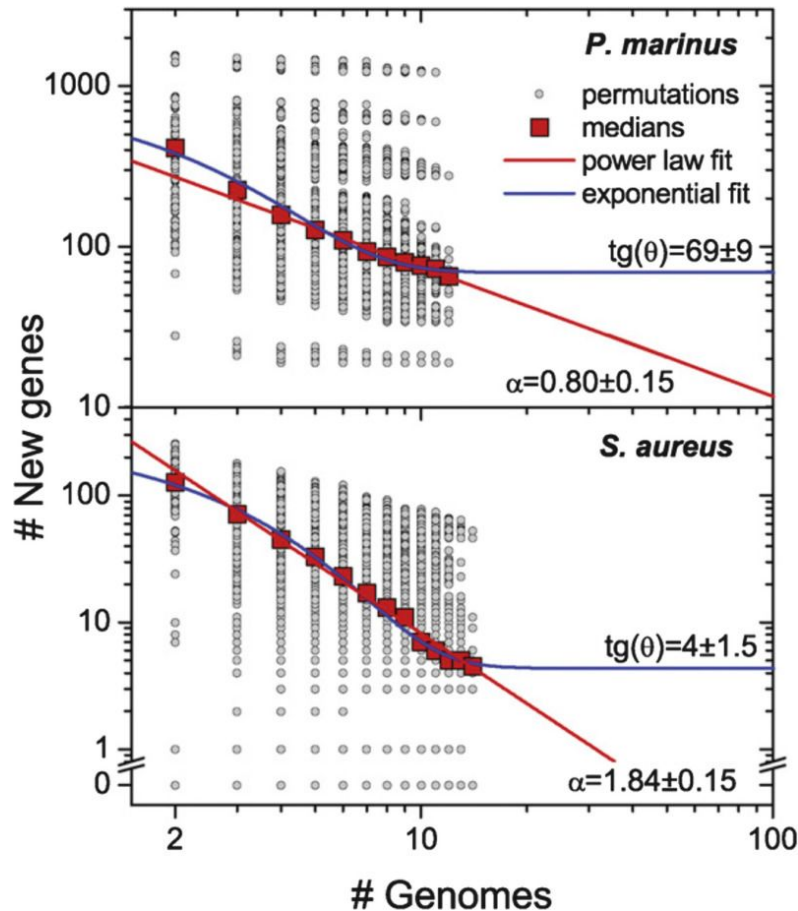 P. marinus
permutations
medians
power law fit
exponential fit
tg(θ)=69±9
α=0.80±0.15
1000
100
10
S. aureus
tg(θ)=4±1.5
α=1.84±0.15
100
10
1
0
# New genes
2
10
100
# Genomes